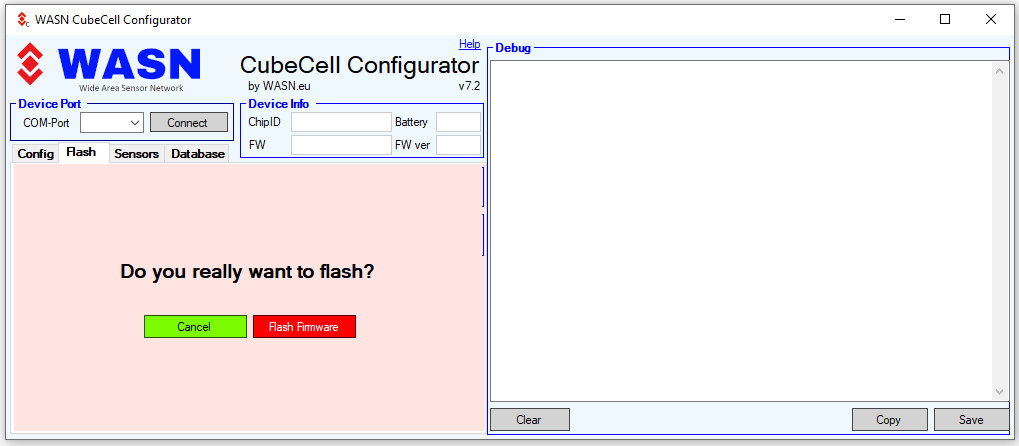 WASN CubeCell Configurator
WASN
Wide Area Sensor Network
Help
CubeCell Configurator
by WASN.eu
v7.2
Device Port
COM-Port
Connect
Device Info
ChipID
Battery
FW
FW ver
Config
Flash
Sensors
Database
Do you really want to flash?
Cancel
Flash Firmware
Debug
Clear
Copy
Save